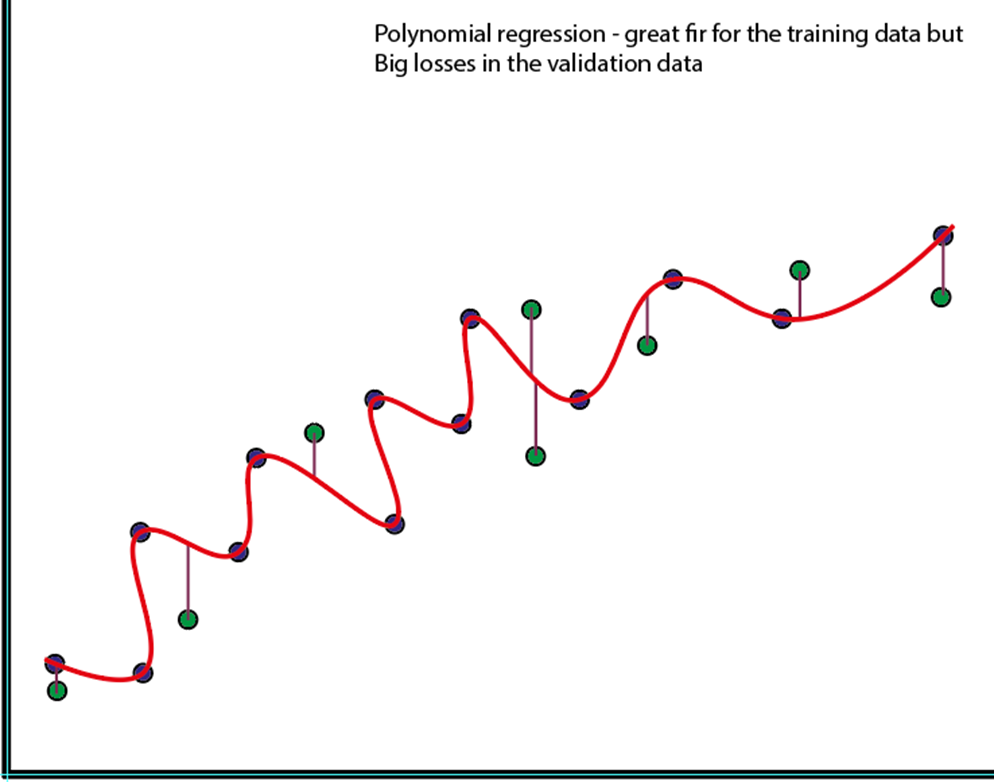 Polynomial regression - great fir for the training data but
Big losses in the validation data